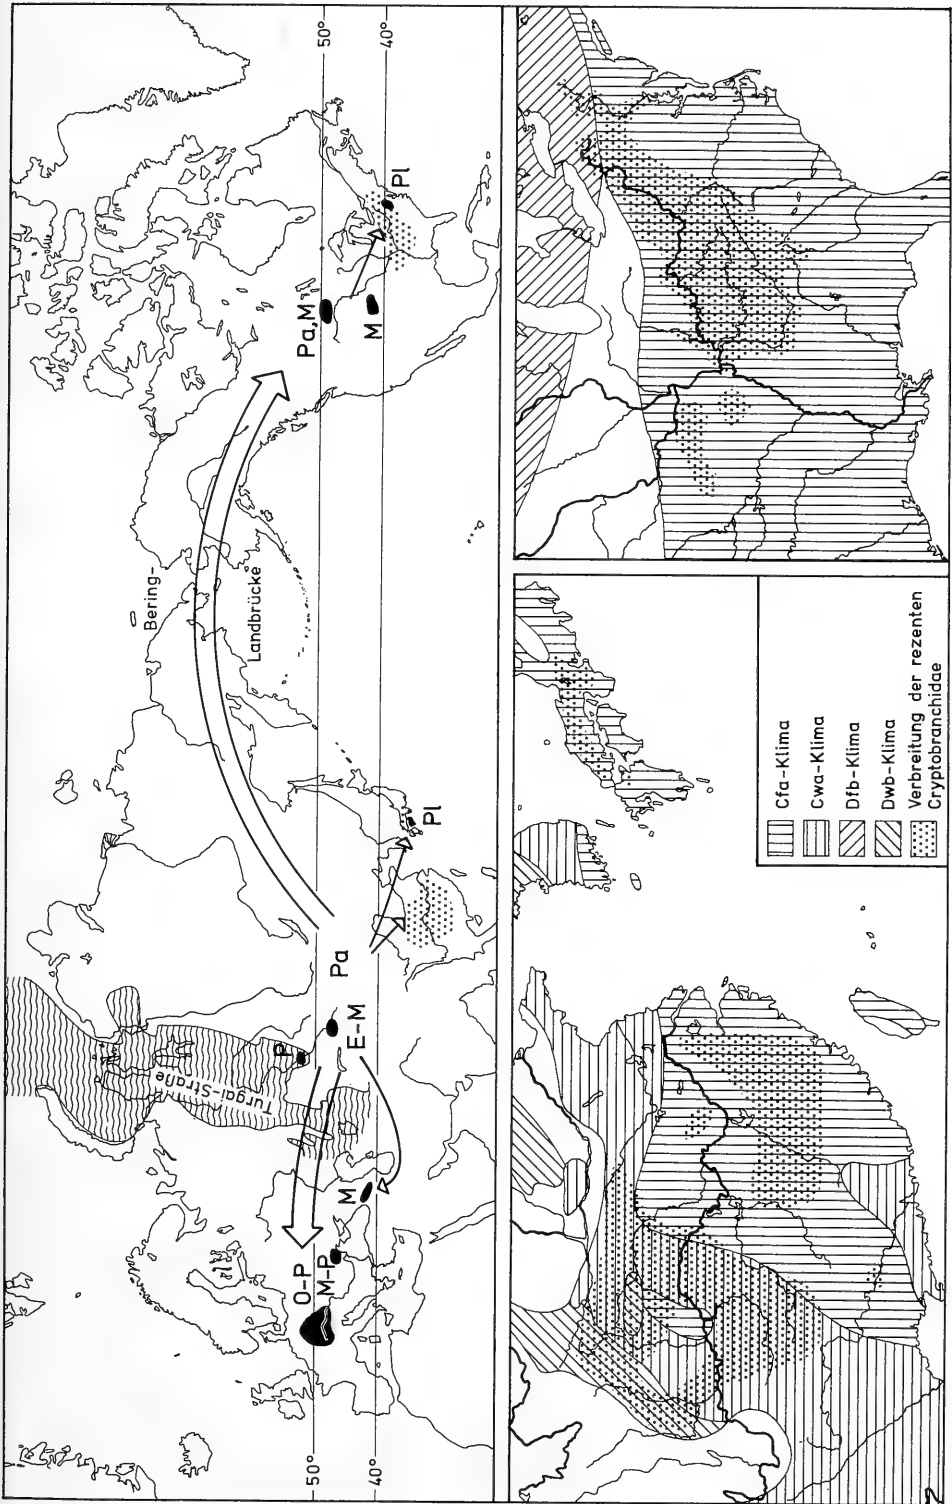 50°
40°
Bering-
Landbrücke
Turgai-Straße
Pa,M
M
Pl
Pa
P
E-M
Pl
O-P
M-P
M
50°
40°
Cfa-Klima
Cwa-Klima
Dfb-Klima
Dwb-Klima
Verbreitung der rezenten
Cryptobranchidae